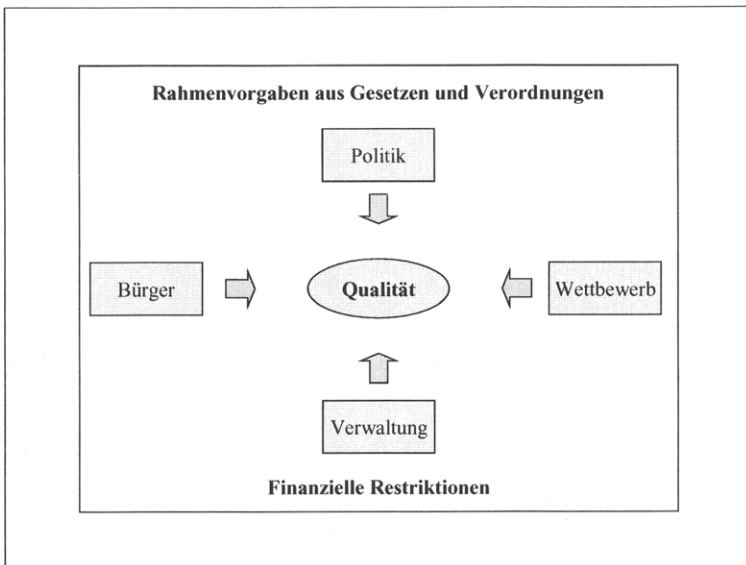 Rahmenvorgaben aus Gesetzen und Verordnungen
Politik
Bürger
Qualität
Wettbewerb
Verwaltung
Finanzielle Restriktionen